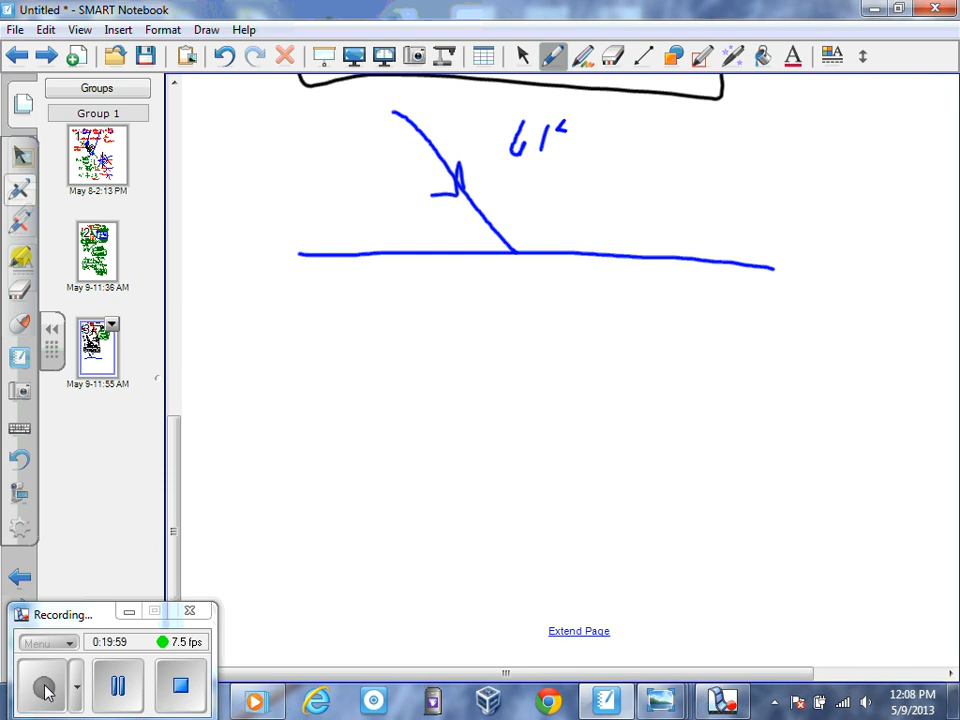 Untitled * - SMART Notebook
File Edit View Insert Format Draw Help
Groups
Group 1
May 8-2:13 PM
May 9-11:36 AM
May 9-11:55 AM
61°
Extend Page
Recording...
Menu 0:19:59 7.5 fps
12:08 PM
5/9/2013